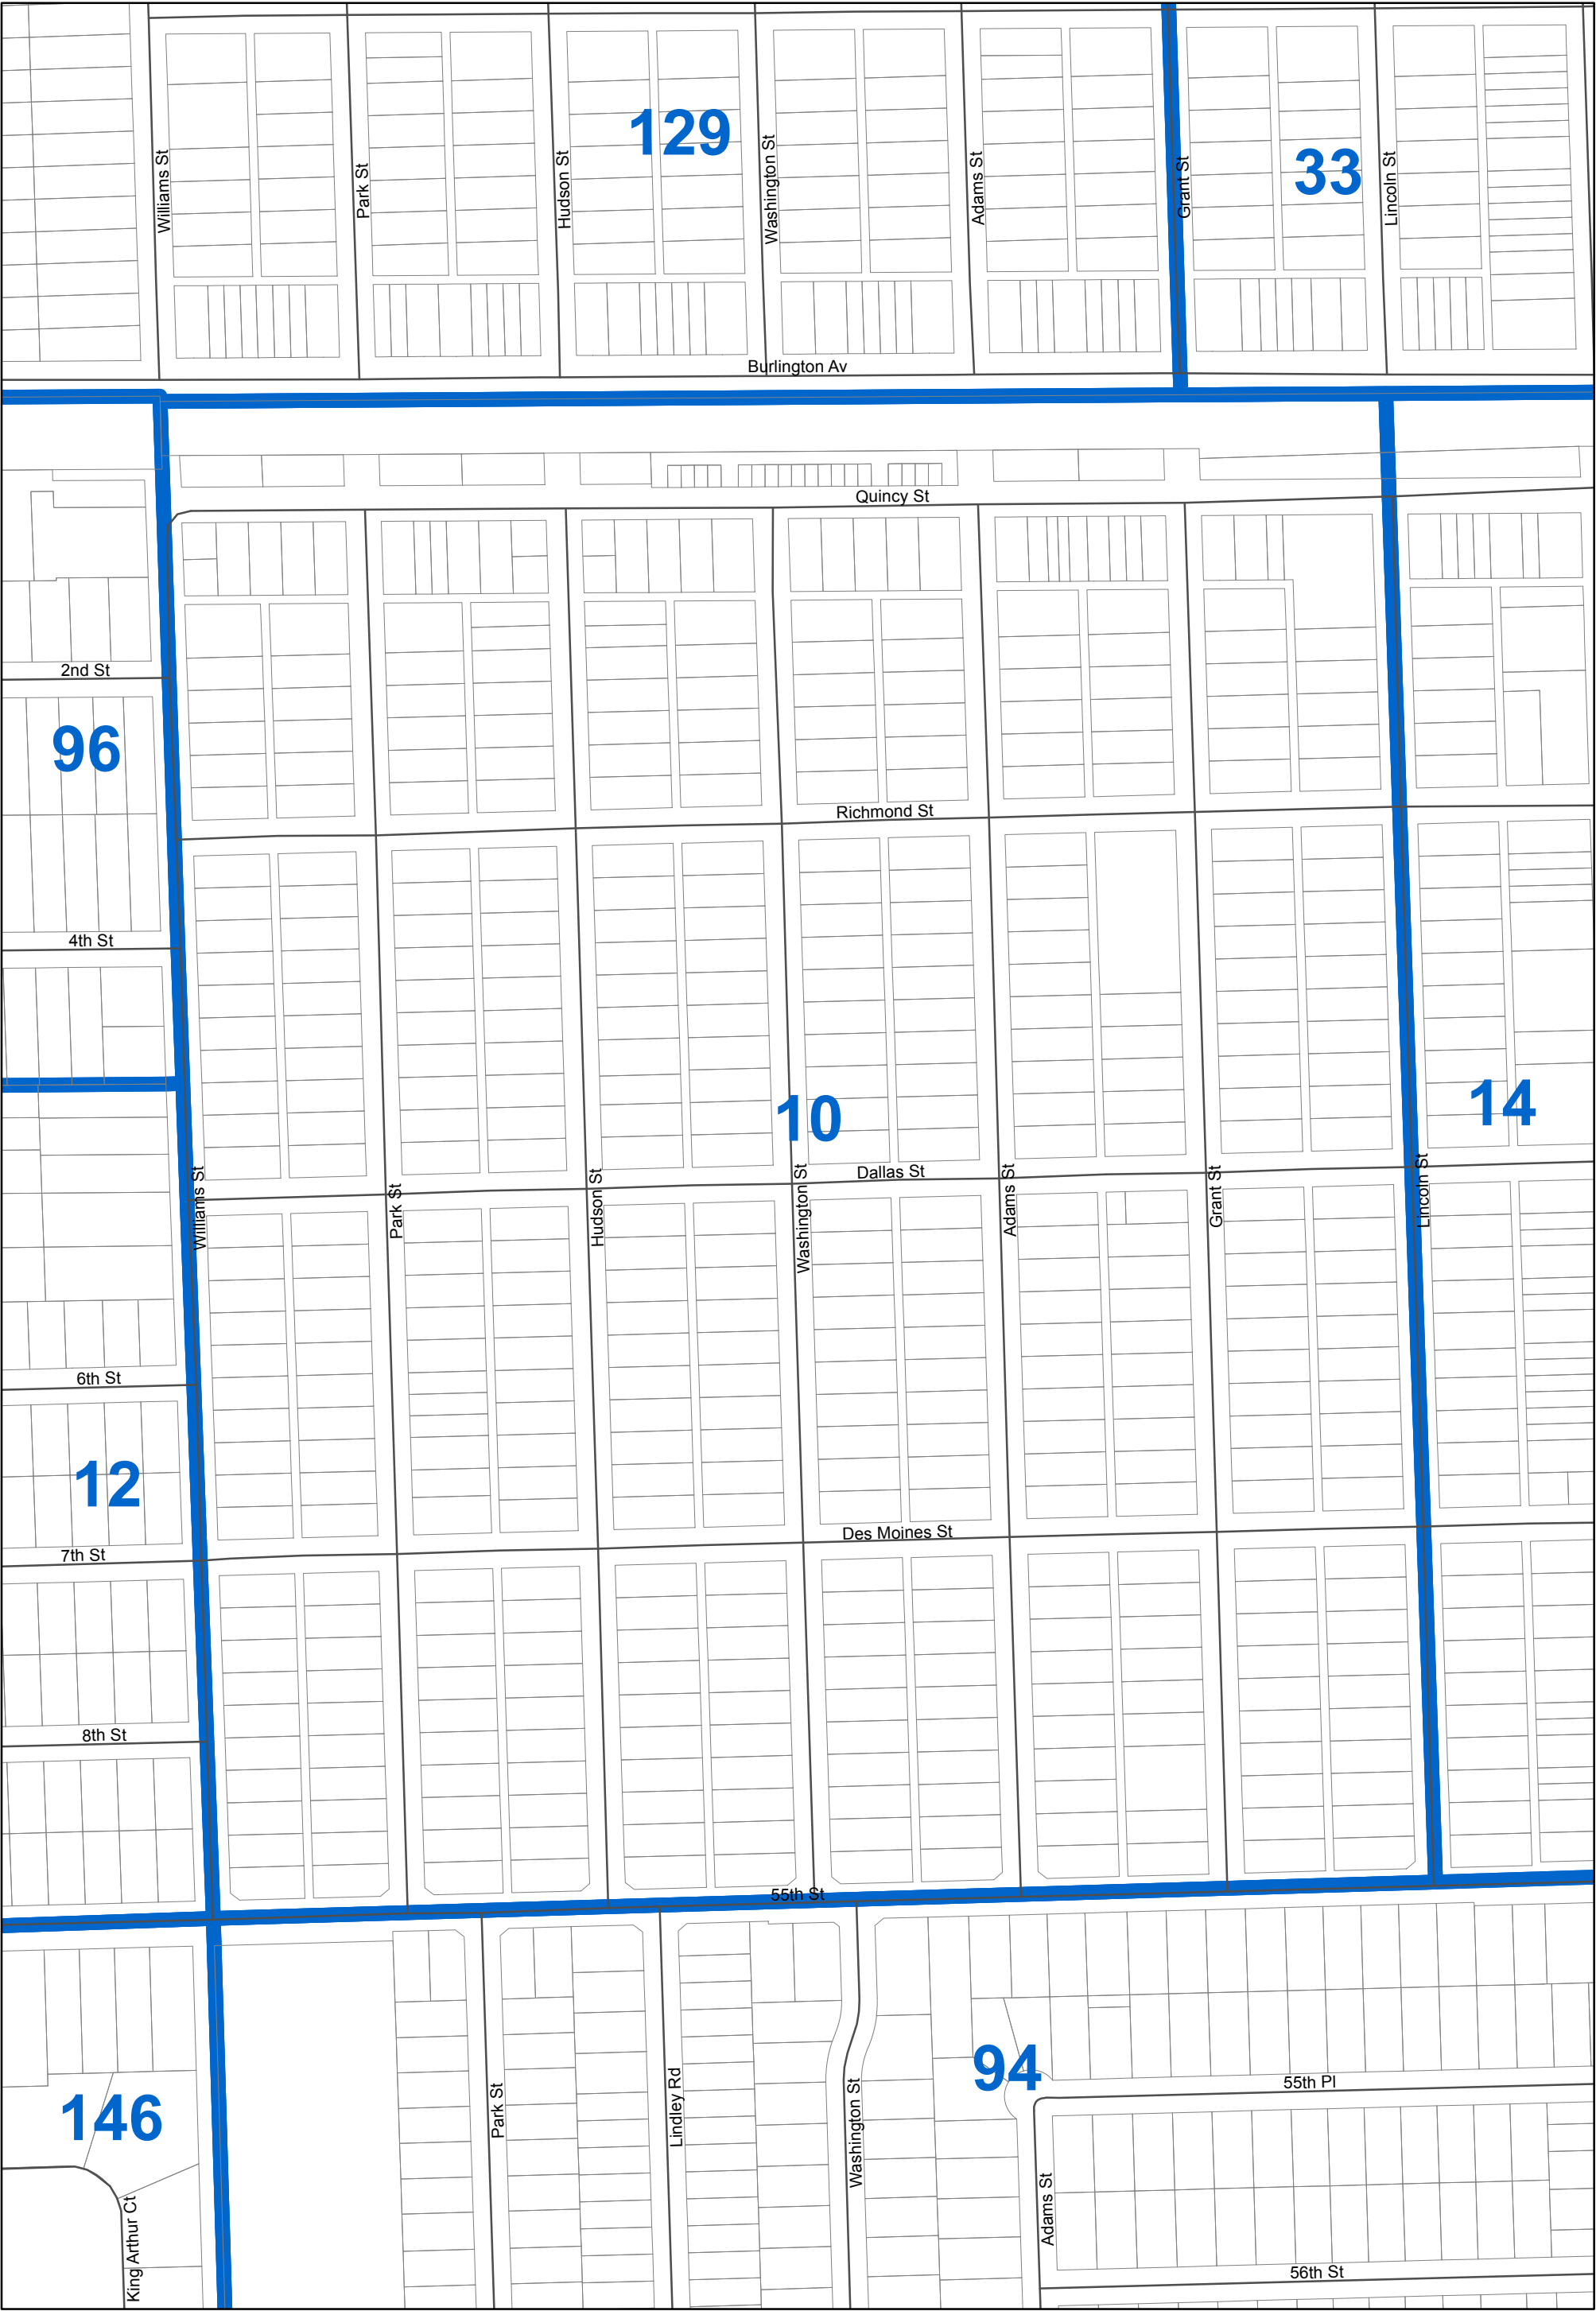 129
33
Williams St
Park St
Hudson St
Washington St
Adams St
Grant St
Lincoln St
Burlington Av
Quincy St
2nd St
96
Richmond St
4th St
10
14
Dallas St
Williams St
Park St
Hudson St
Washington St
Adams St
Grant St
Lincoln St
6th St
12
Des Moines St
7th St
8th St
55th St
94
55th Pl
146
Park St
Lindley Rd
Washington St
Adams St
King Arthur Ct
56th St